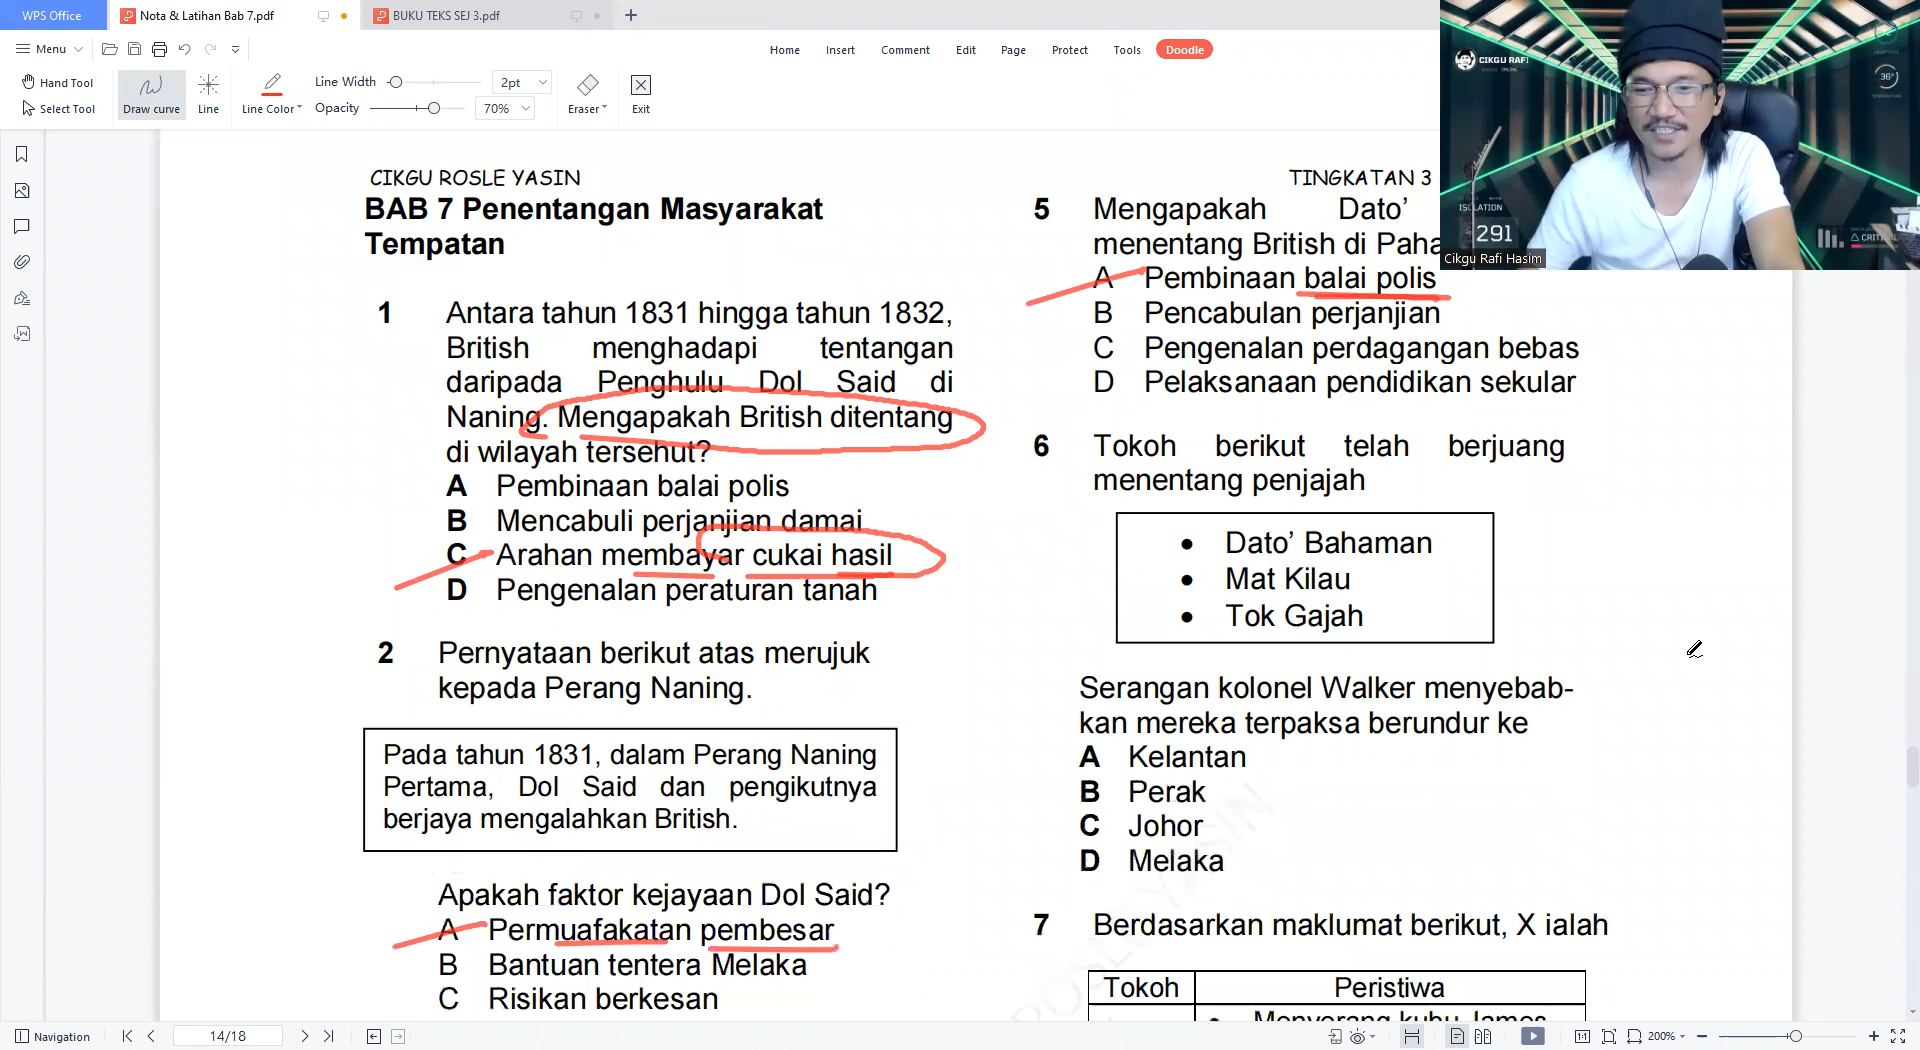 WPS Office
Nota & Latihan Bab 7.pdf
BUKU TEKS SEJ 3.pdf
Menu
Home
Insert
Comment
Edit
Page
Protect
Tools
Doodle
Hand Tool
Select Tool
Draw curve
Line
Line Color
Line Width
2pt
Opacity
70%
Eraser
Exit
CIKGU RAFI
36°
ISOLATION
291
CRITICAL
Cikgu Rafi Hasim
CIKGU ROSLE YASIN
TINGKATAN 3
BAB 7 Penentangan Masyarakat
Tempatan
1 Antara tahun 1831 hingga tahun 1832,
British menghadapi tentangan
daripada Penghulu Dol Said di
Naning. Mengapakah British ditentang
di wilayah tersebut?
A Pembinaan balai polis
B Mencabuli perjanjian damai
C Arahan membayar cukai hasil
D Pengenalan peraturan tanah
2 Pernyataan berikut atas merujuk
kepada Perang Naning.
Pada tahun 1831, dalam Perang Naning
Pertama, Dol Said dan pengikutnya
berjaya mengalahkan British.
Apakah faktor kejayaan Dol Said?
A Permuafakatan pembesar
B Bantuan tentera Melaka
C Risikan berkesan
5 Mengapakah Dato'
menentang British di Paha
A Pembinaan balai polis
B Pencabulan perjanjian
C Pengenalan perdagangan bebas
D Pelaksanaan pendidikan sekular
6 Tokoh berikut telah berjuang
menentang penjajah
• Dato' Bahaman
• Mat Kilau
• Tok Gajah
Serangan kolonel Walker menyebab-
kan mereka terpaksa berundur ke
A Kelantan
B Perak
C Johor
D Melaka
7 Berdasarkan maklumat berikut, X ialah
Tokoh Peristiwa
• Menyerang kubu James
ROSLE YASIN
Navigation
14/18
200%